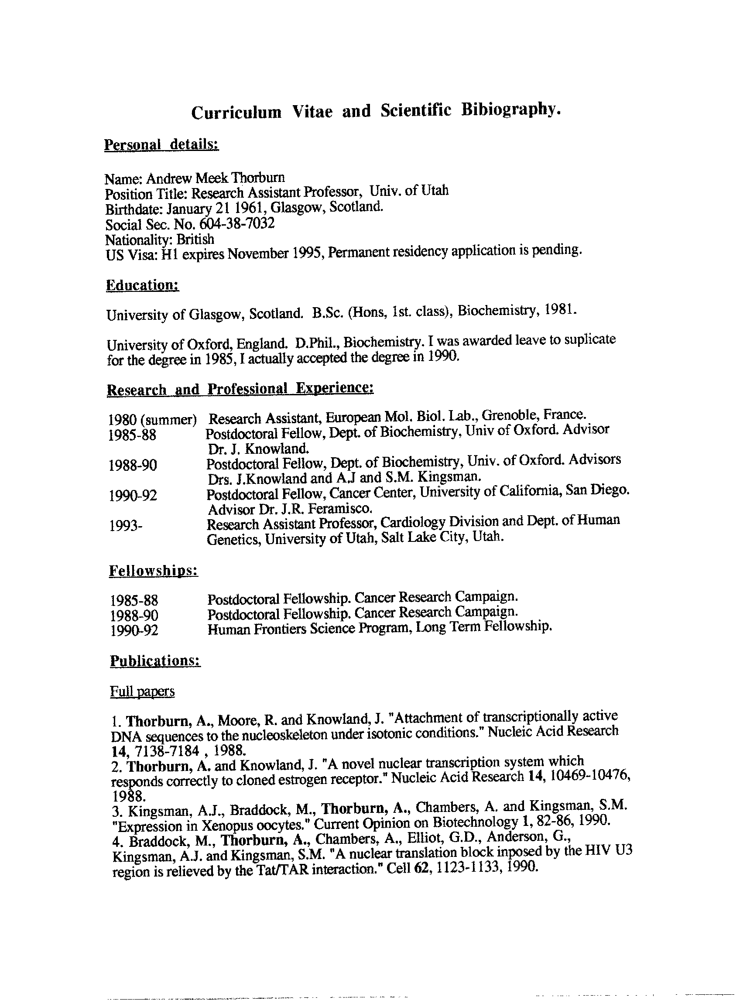 Curriculum Vitae and Scientific Bibiography.
Personal details:
Name: Andrew Meek Thorburn
Position Title: Research Assistant Professor, Univ. of Utah
Birthdate: January 21 1961, Glasgow, Scotland.
Social Sec. No. 604-38-7032
Nationality: British
US Visa: H1 expires November 1995, Permanent residency application is pending.
Education:
University of Glasgow, Scotland. B.Sc. (Hons, 1st. class), Biochemistry, 1981.
University of Oxford, England. D.Phil., Biochemistry. I was awarded leave to suplicate
for the degree in 1985, I actually accepted the degree in 1990.
Research and Professional Experience:
1980 (summer) Research Assistant, European Mol. Biol. Lab., Grenoble, France.
1985-88 Postdoctoral Fellow, Dept. of Biochemistry, Univ of Oxford. Advisor
Dr. J. Knowland.
1988-90 Postdoctoral Fellow, Dept. of Biochemistry, Univ. of Oxford. Advisors
Drs. J.Knowland and A.J and S.M. Kingsman.
1990-92 Postdoctoral Fellow, Cancer Center, University of California, San Diego.
Advisor Dr. J.R. Feramisco.
1993- Research Assistant Professor, Cardiology Division and Dept. of Human
Genetics, University of Utah, Salt Lake City, Utah.
Fellowships:
1985-88 Postdoctoral Fellowship. Cancer Research Campaign.
1988-90 Postdoctoral Fellowship. Cancer Research Campaign.
1990-92 Human Frontiers Science Program, Long Term Fellowship.
Publications:
Full papers
1. Thorburn, A., Moore, R. and Knowland, J. "Attachment of transcriptionally active
DNA sequences to the nucleoskeleton under isotonic conditions." Nucleic Acid Research
14, 7138-7184 , 1988.
2. Thorburn, A. and Knowland, J. "A novel nuclear transcription system which
responds correctly to cloned estrogen receptor." Nucleic Acid Research 14, 10469-10476,
1988.
3. Kingsman, A.J., Braddock, M., Thorburn, A., Chambers, A. and Kingsman, S.M.
"Expression in Xenopus oocytes." Current Opinion on Biotechnology 1, 82-86, 1990.
4. Braddock, M., Thorburn, A., Chambers, A., Elliot, G.D., Anderson, G.,
Kingsman, A.J. and Kingsman, S.M. "A nuclear translation block inposed by the HIV U3
region is relieved by the Tat/TAR interaction." Cell 62, 1123-1133, 1990.